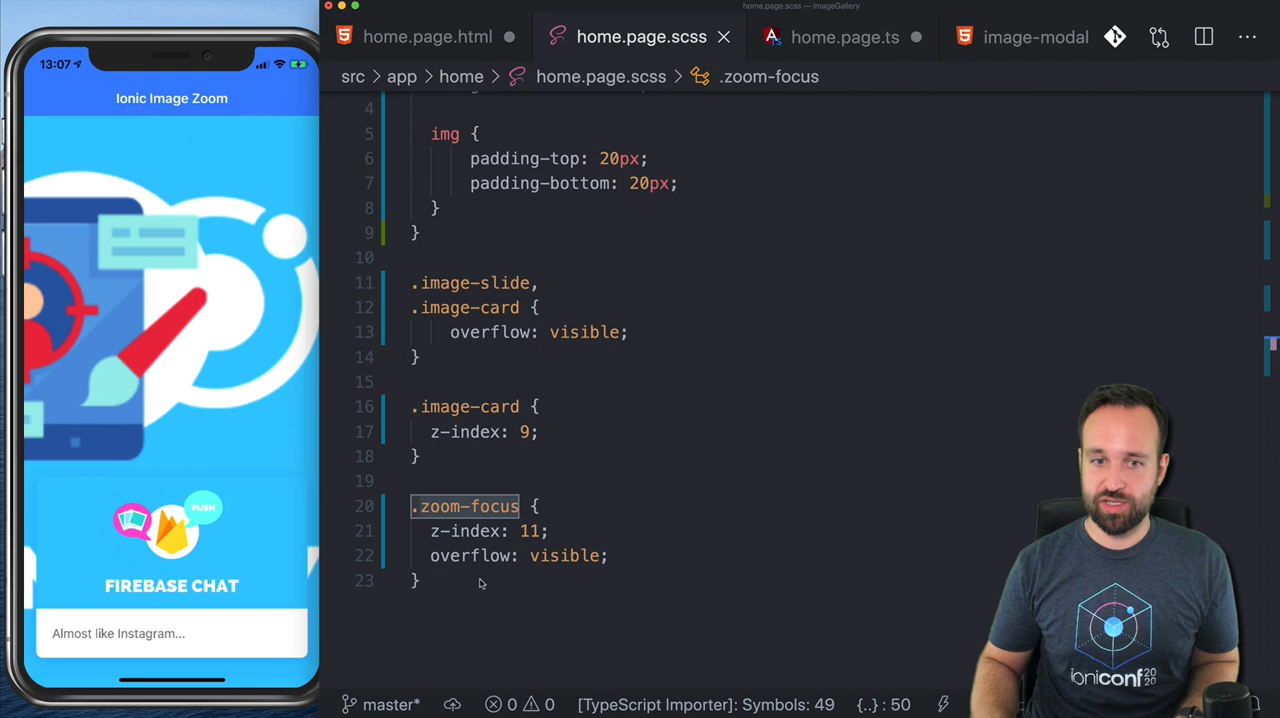 home.page.scss — imageGallery
home.page.html
home.page.scss
home.page.ts
image-modal
src > app > home > home.page.scss > .zoom-focus
13:07
Ionic Image Zoom
PUSH
FIREBASE CHAT
Almost like Instagram...
4
5 img {
6 padding-top: 20px;
7 padding-bottom: 20px;
8 }
9 }
10
11 .image-slide,
12 .image-card {
13 overflow: visible;
14 }
15
16 .image-card {
17 z-index: 9;
18 }
19
20 .zoom-focus {
21 z-index: 11;
22 overflow: visible;
23 }
ioniconf
2020
master*
0
0
[TypeScript Importer]: Symbols: 49
{..} : 50